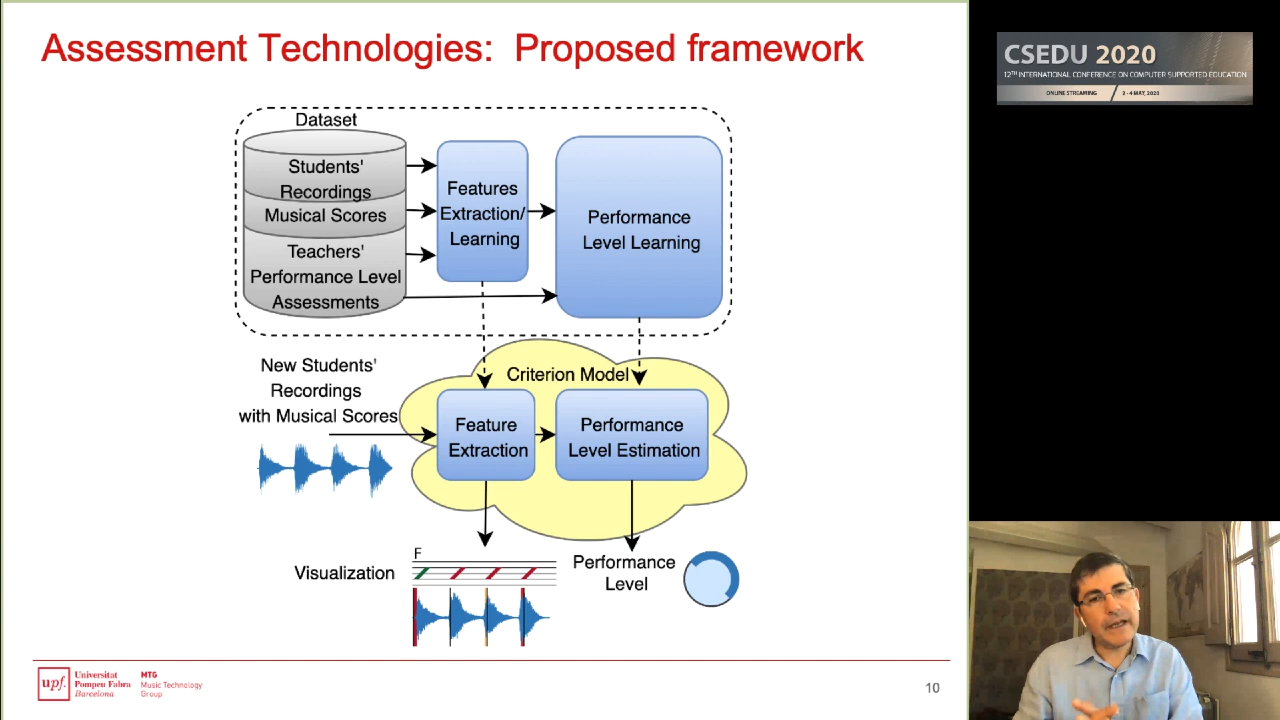 Assessment Technologies: Proposed framework
CSEDU 2020
12TH INTERNATIONAL CONFERENCE ON COMPUTER SUPPORTED EDUCATION
ONLINE STREAMING
2 - 4 MAY, 2020
Dataset
Students'
Recordings
Musical Scores
Teachers'
Performance Level
Assessments
Features
Extraction/
Learning
Performance
Level Learning
New Students'
Recordings
with Musical Scores
Criterion Model
Feature
Extraction
Performance
Level Estimation
Visualization
F
Performance
Level
upf.
Universitat
Pompeu Fabra
Barcelona
MTG
Music Technology
Group
10